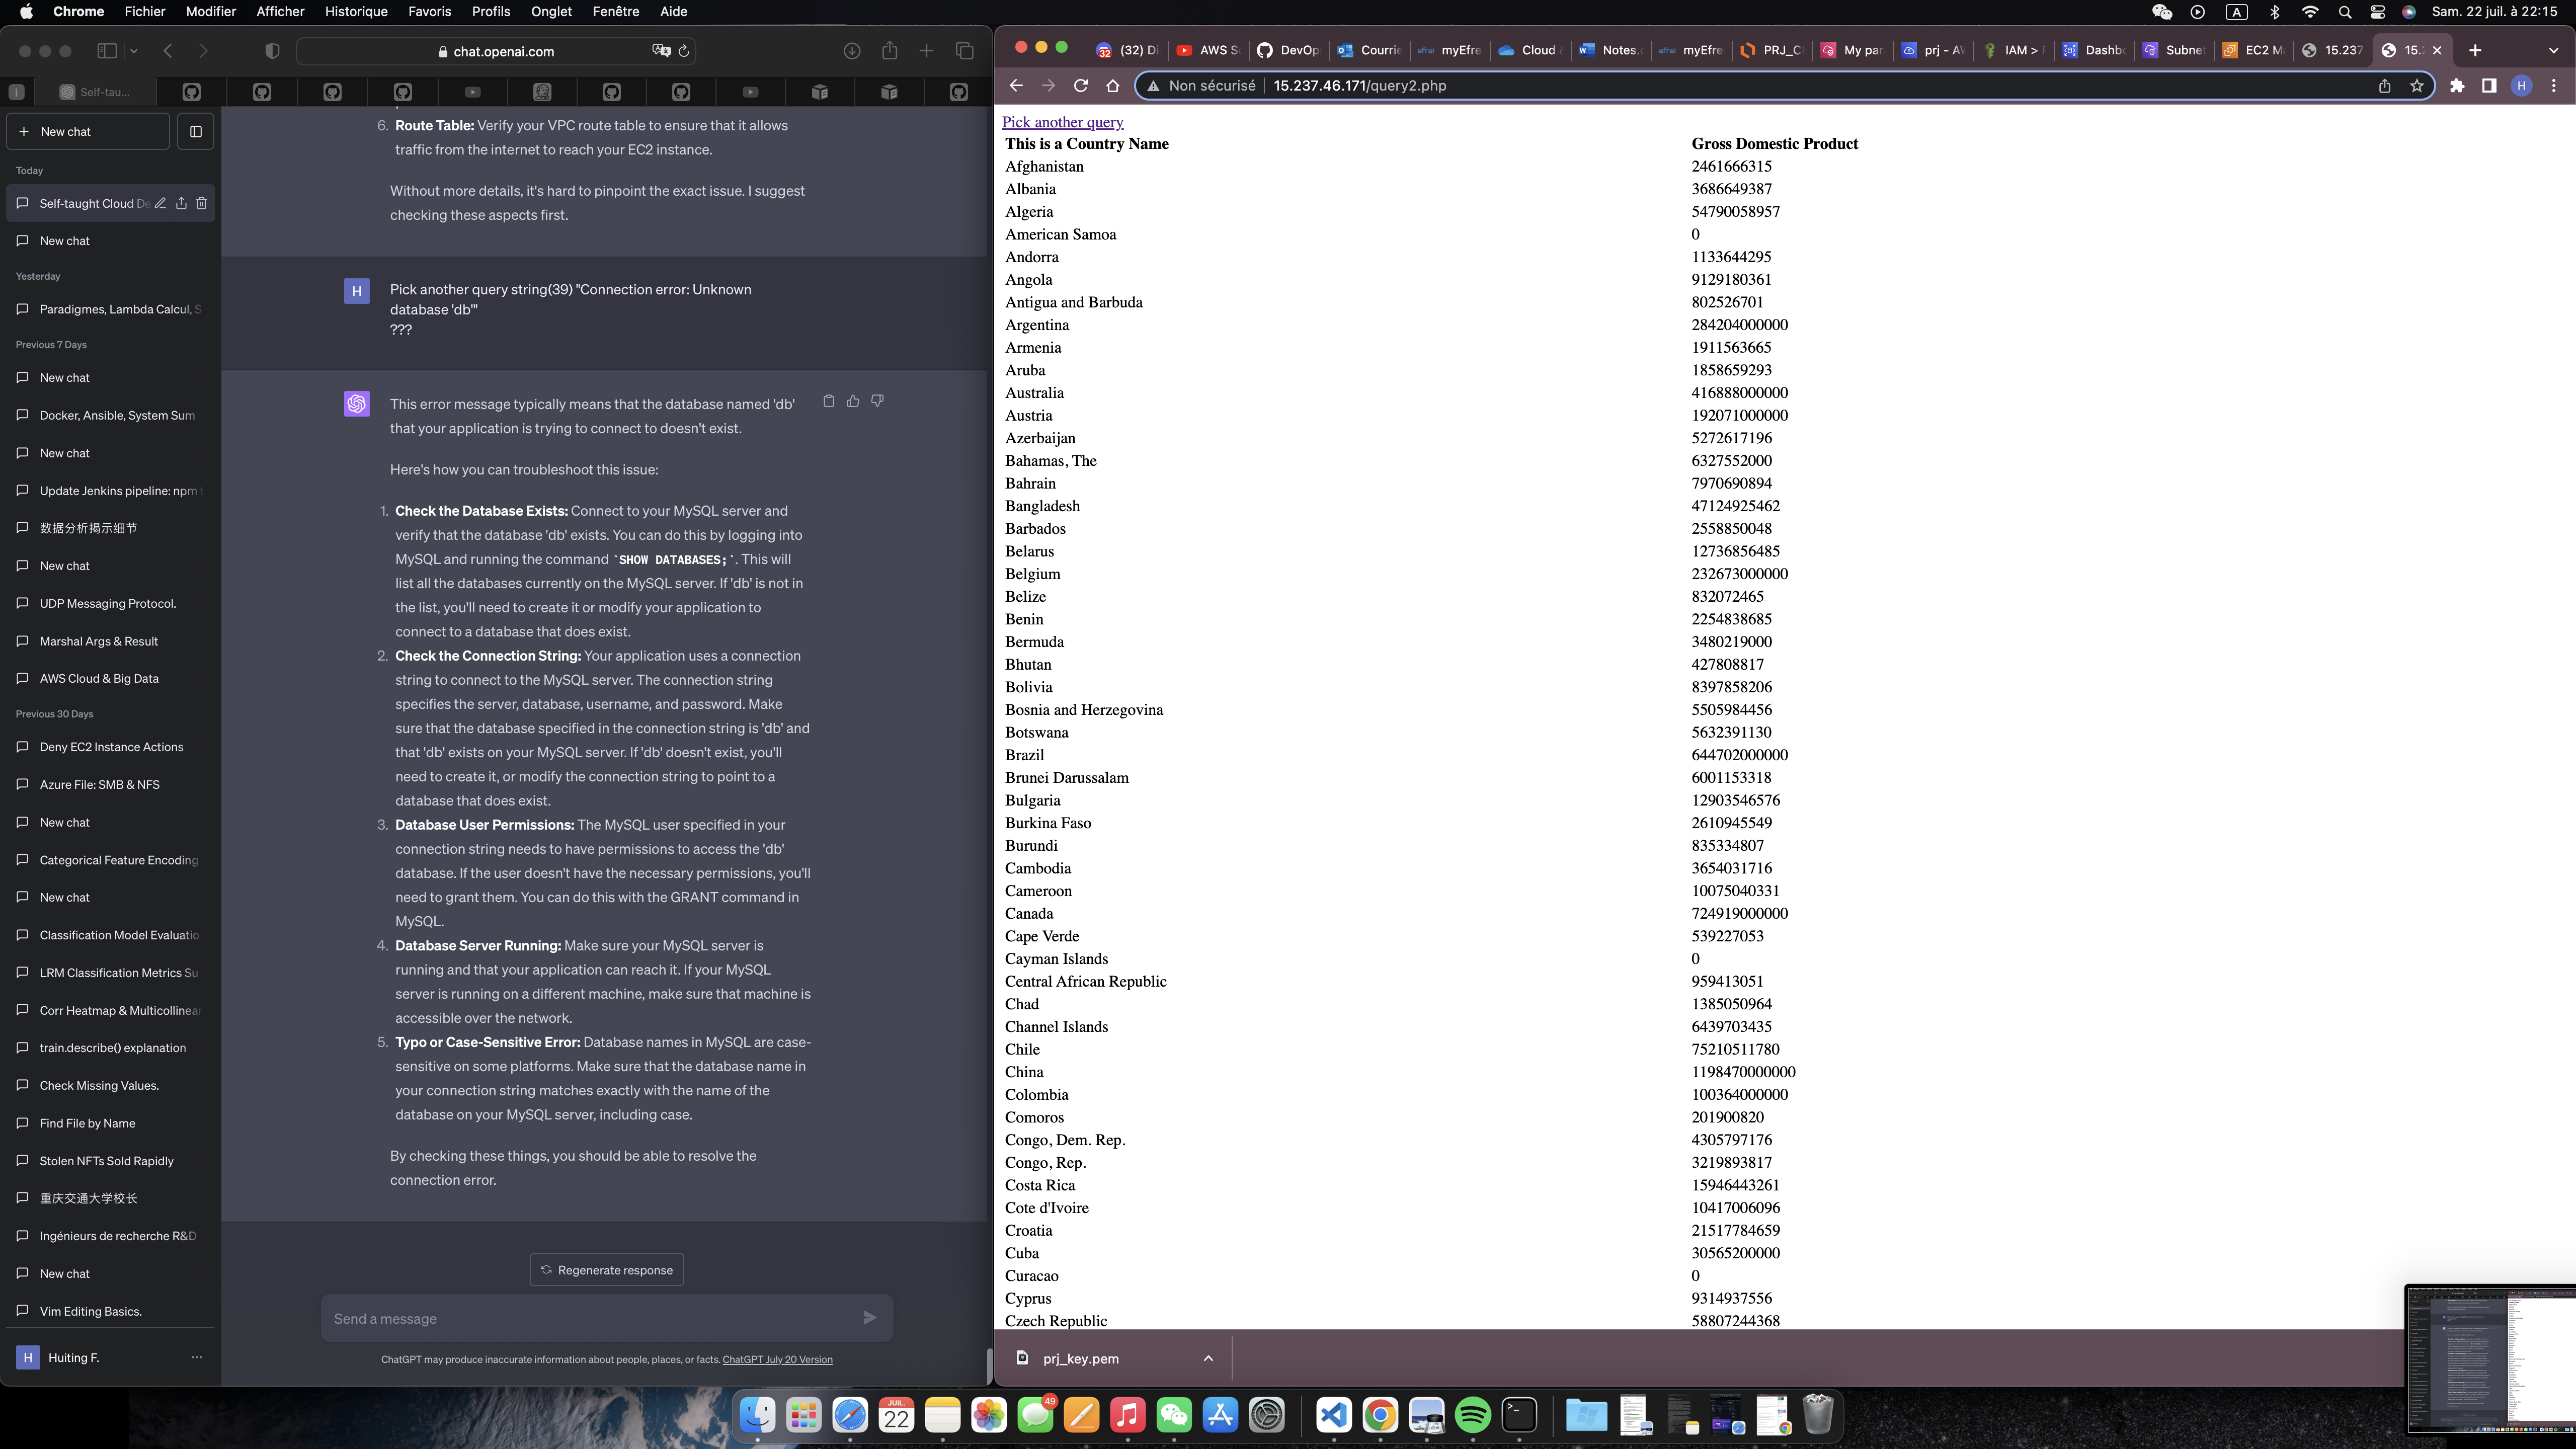 Chrome Fichier Modifier Afficher Historique Favoris Profils Onglet Fenêtre Aide
A
Sam. 22 juil. à 22:15
chat.openai.com
Self-tau...
New chat
Today
Self-taught Cloud De
New chat
Yesterday
Paradigmes, Lambda Calcul, S
Previous 7 Days
New chat
Docker, Ansible, System Sum
New chat
Update Jenkins pipeline: npm
数据分析揭示细节
New chat
UDP Messaging Protocol.
Marshal Args & Result
AWS Cloud & Big Data
Previous 30 Days
Deny EC2 Instance Actions
Azure File: SMB & NFS
New chat
Categorical Feature Encoding
New chat
Classification Model Evaluatio
LRM Classification Metrics Su
Corr Heatmap & Multicollinear
train.describe() explanation
Check Missing Values.
Find File by Name
Stolen NFTs Sold Rapidly
重庆交通大学校长
Ingénieurs de recherche R&D
New chat
Vim Editing Basics.
H Huiting F. ...
6. Route Table: Verify your VPC route table to ensure that it allows
traffic from the internet to reach your EC2 instance.
Without more details, it's hard to pinpoint the exact issue. I suggest
checking these aspects first.
H
Pick another query string(39) "Connection error: Unknown
database 'db'"
???
This error message typically means that the database named 'db'
that your application is trying to connect to doesn't exist.
Here's how you can troubleshoot this issue:
1. Check the Database Exists: Connect to your MySQL server and
verify that the database 'db' exists. You can do this by logging into
MySQL and running the command `SHOW DATABASES;`. This will
list all the databases currently on the MySQL server. If 'db' is not in
the list, you'll need to create it or modify your application to
connect to a database that does exist.
2. Check the Connection String: Your application uses a connection
string to connect to the MySQL server. The connection string
specifies the server, database, username, and password. Make
sure that the database specified in the connection string is 'db' and
that 'db' exists on your MySQL server. If 'db' doesn't exist, you'll
need to create it, or modify the connection string to point to a
database that does exist.
3. Database User Permissions: The MySQL user specified in your
connection string needs to have permissions to access the 'db'
database. If the user doesn't have the necessary permissions, you'll
need to grant them. You can do this with the GRANT command in
MySQL.
4. Database Server Running: Make sure your MySQL server is
running and that your application can reach it. If your MySQL
server is running on a different machine, make sure that machine is
accessible over the network.
5. Typo or Case-Sensitive Error: Database names in MySQL are case-
sensitive on some platforms. Make sure that the database name in
your connection string matches exactly with the name of the
database on your MySQL server, including case.
By checking these things, you should be able to resolve the
connection error.
Regenerate response
Send a message
ChatGPT may produce inaccurate information about people, places, or facts. ChatGPT July 20 Version
32 (32) Di AWS S DevOp Courrie myEfre Cloud & Notes. myEfre PRJ_C My par prj - AV IAM > Dashbo Subnet EC2 M 15.237 15.
Non sécurisé 15.237.46.171/query2.php
H
Pick another query
This is a Country Name Gross Domestic Product
Afghanistan 2461666315
Albania 3686649387
Algeria 54790058957
American Samoa 0
Andorra 1133644295
Angola 9129180361
Antigua and Barbuda 802526701
Argentina 284204000000
Armenia 1911563665
Aruba 1858659293
Australia 416888000000
Austria 192071000000
Azerbaijan 5272617196
Bahamas, The 6327552000
Bahrain 7970690894
Bangladesh 47124925462
Barbados 2558850048
Belarus 12736856485
Belgium 232673000000
Belize 832072465
Benin 2254838685
Bermuda 3480219000
Bhutan 427808817
Bolivia 8397858206
Bosnia and Herzegovina 5505984456
Botswana 5632391130
Brazil 644702000000
Brunei Darussalam 6001153318
Bulgaria 12903546576
Burkina Faso 2610945549
Burundi 835334807
Cambodia 3654031716
Cameroon 10075040331
Canada 724919000000
Cape Verde 539227053
Cayman Islands 0
Central African Republic 959413051
Chad 1385050964
Channel Islands 6439703435
Chile 75210511780
China 1198470000000
Colombia 100364000000
Comoros 201900820
Congo, Dem. Rep. 4305797176
Congo, Rep. 3219893817
Costa Rica 15946443261
Cote d'Ivoire 10417006096
Croatia 21517784659
Cuba 30565200000
Curacao 0
Cyprus 9314937556
Czech Republic 58807244368
prj_key.pem
JUIL.
22
49